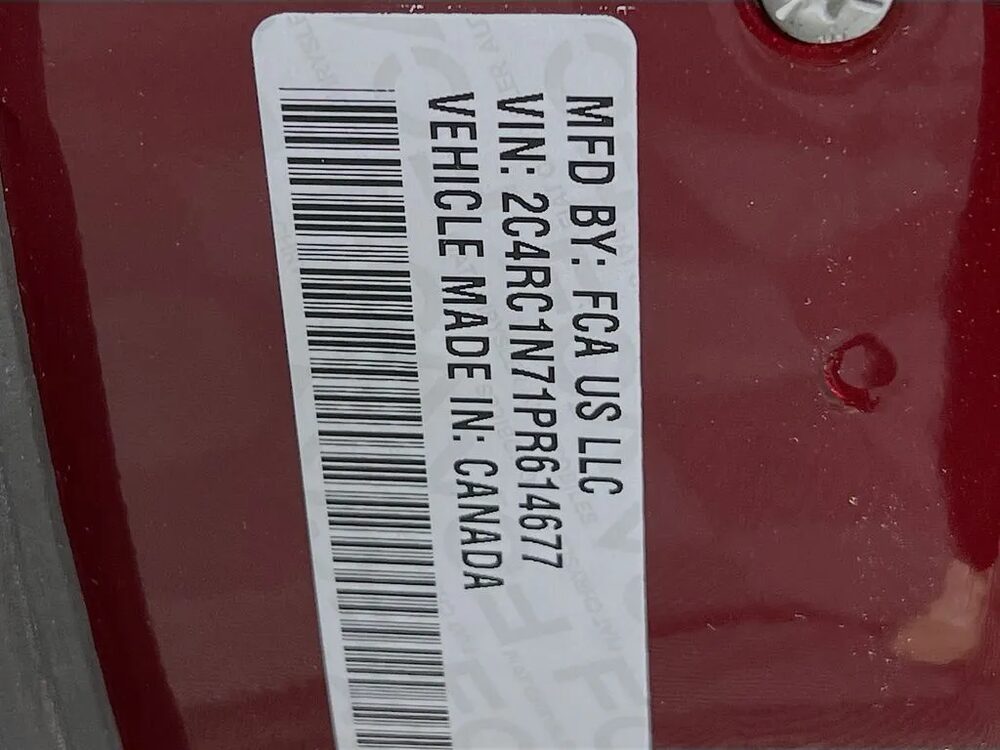 MFD BY: FCA US LLC
VIN: 2C4RC1N71PR614677
VEHICLE MADE IN: CANADA